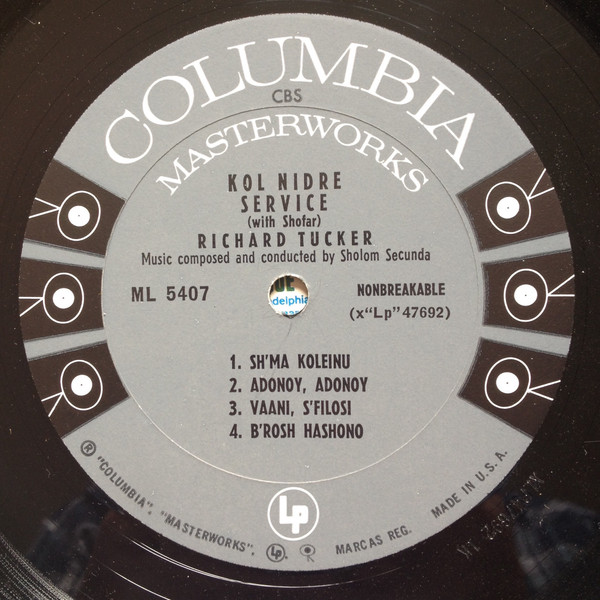 COLUMBIA
CBS
MASTERWORKS
KOL NIDRE
SERVICE
(with Shofar)
RICHARD TUCKER
Music composed and conducted by Sholom Secunda
ML 5407
NONBREAKABLE
(x“Lp”47692)
delphia
1. SH'MA KOLEINU
2. ADONOY, ADONOY
3. VAANI, S'FILOSI
4. B'ROSH HASHONO
Lp
® “COLUMBIA”, “MASTERWORKS”, Lp. MARCAS REG. MADE IN U. S. A.